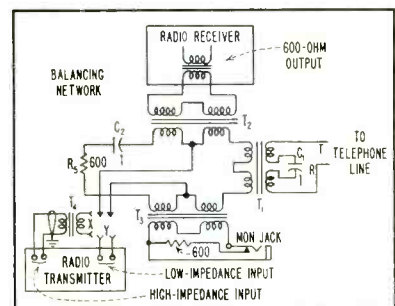 RADIO RECEIVER
600-OHM
OUTPUT
BALANCING
NETWORK
C2
T2
R5
600
TO
TELEPHONE
LINE
T
C1
R
T1
T4
X
Y
T3
MON JACK
600
RADIO
TRANSMITTER
LOW-IMPEDANCE INPUT
HIGH-IMPEDANCE INPUT